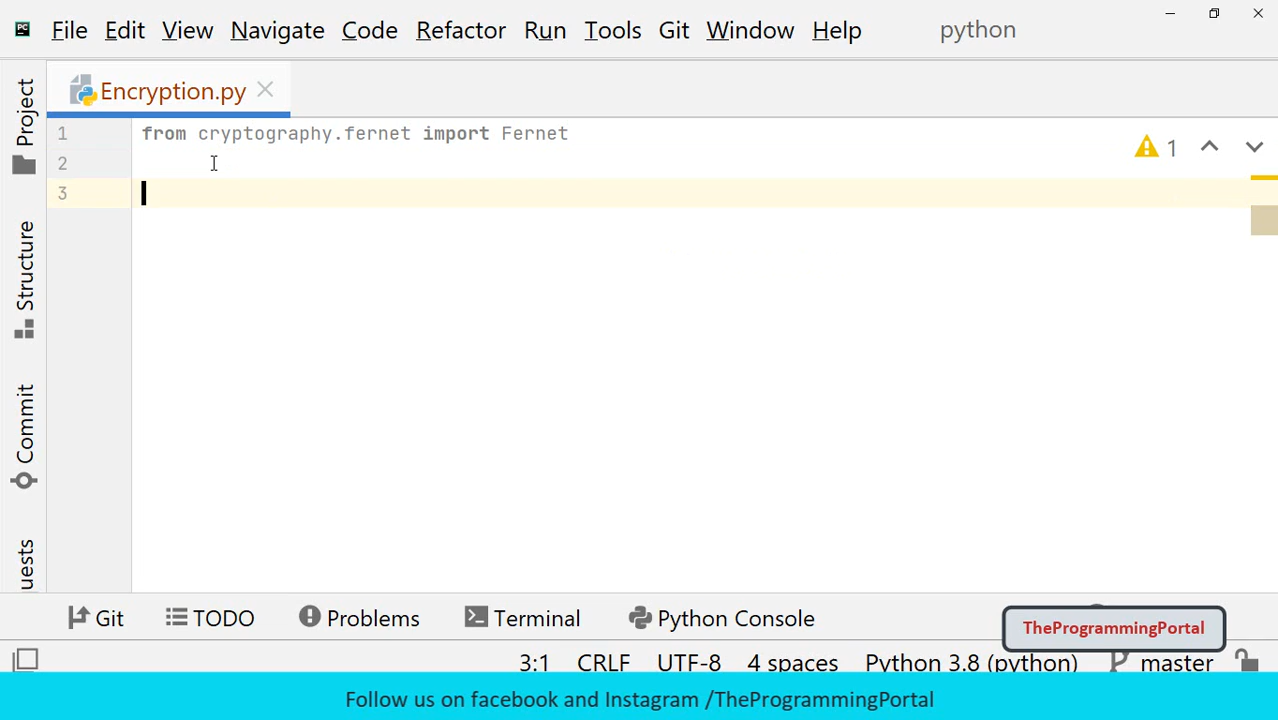 PC File Edit View Navigate Code Refactor Run Tools Git Window Help python
Project
Structure
Commit
uests
Encryption.py
1 from cryptography.fernet import Fernet
2
3
1
Git TODO Problems Terminal Python Console
TheProgrammingPortal
3:1 CRLF UTF-8 4 spaces Python 3.8 (python) master
Follow us on facebook and Instagram /TheProgrammingPortal